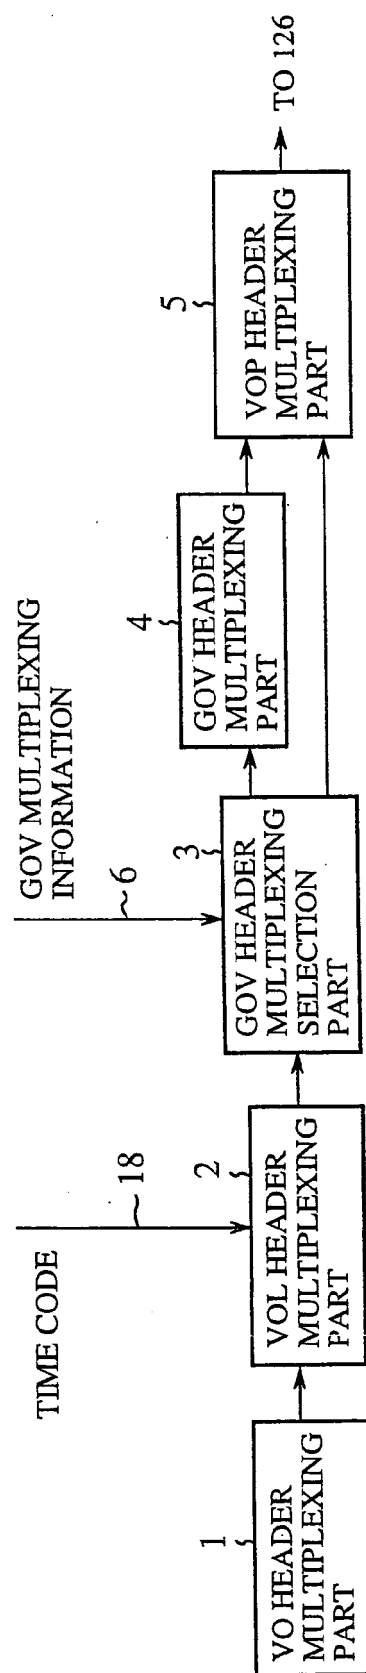 1
VO HEADER
MULTIPLEXING
PART
TIME CODE
18
2
VOL HEADER
MULTIPLEXING
PART
GOV MULTIPLEXING
INFORMATION
6
3
GOV HEADER
MULTIPLEXING
SELECTION
PART
4
GOV HEADER
MULTIPLEXING
PART
5
VOP HEADER
MULTIPLEXING
PART
TO 126